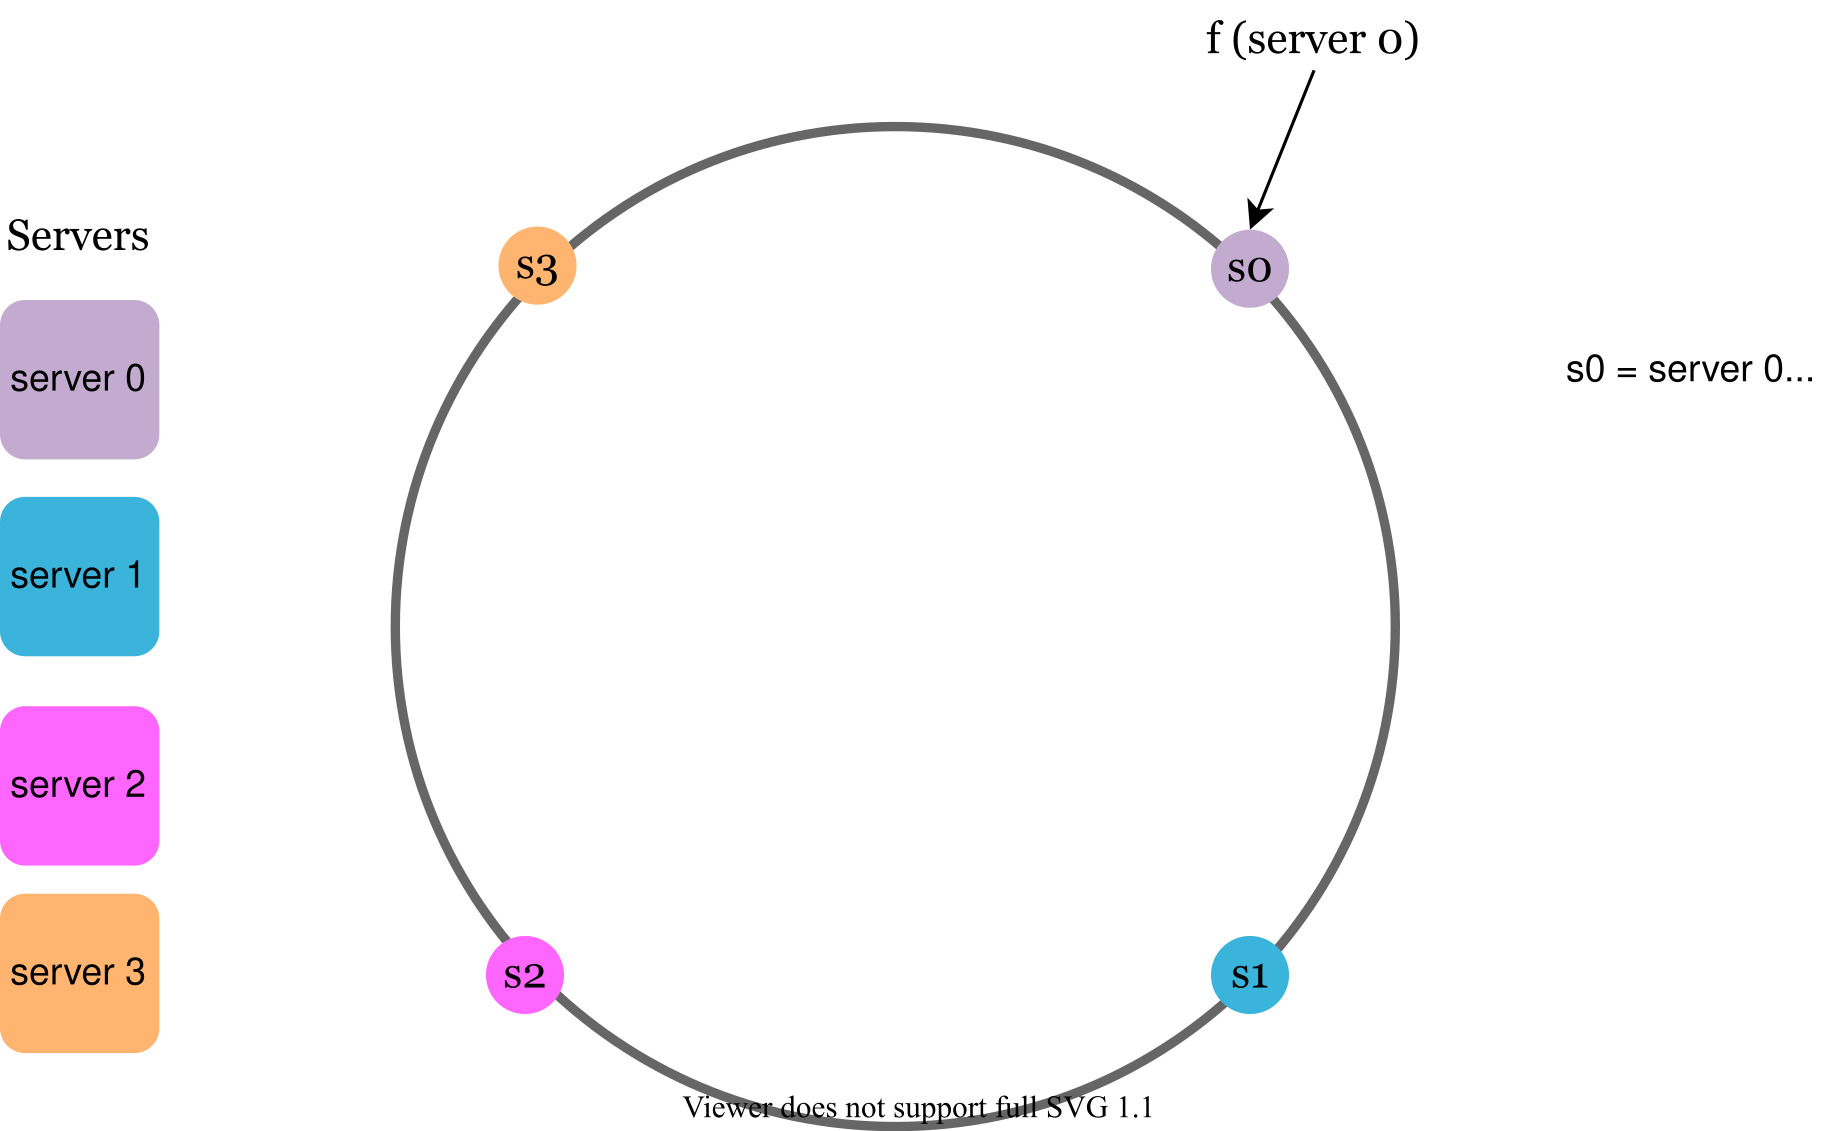 f (server 0)
Servers
s3
s0
server 0
s0 = server 0...
server 1
server 2
server 3
s2
s1
Viewer does not support full SVG 1.1